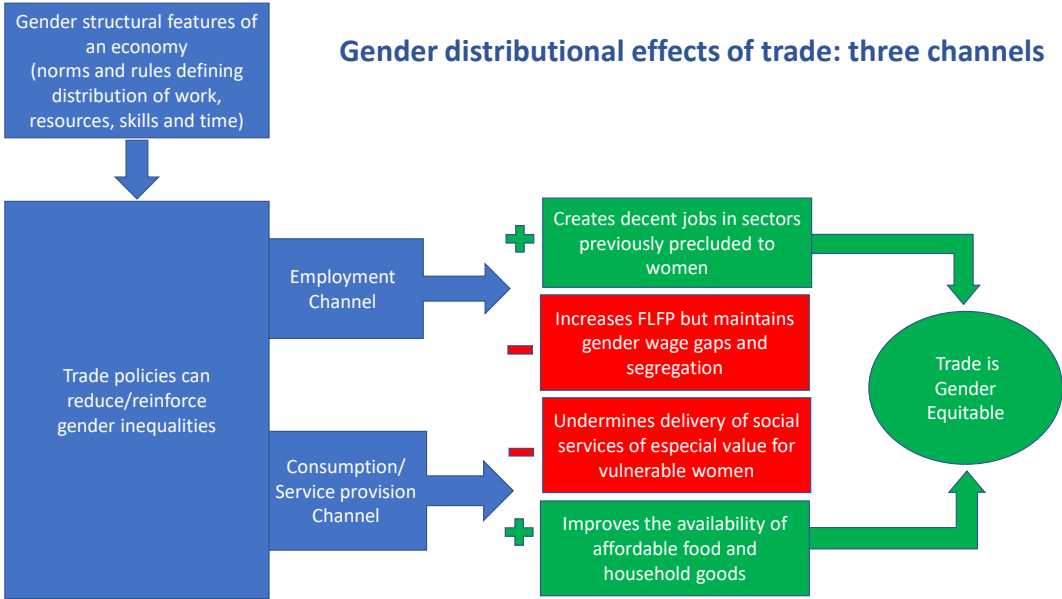 Gender structural features of
an economy
(norms and rules defining
distribution of work,
resources, skills and time)
Gender distributional effects of trade: three channels
Trade policies can
reduce/reinforce
gender inequalities
Employment
Channel
Consumption/
Service provision
Channel
Creates decent jobs in sectors
previously precluded to
women
Increases FLFP but maintains
gender wage gaps and
segregation
Undermines delivery of social
services of especial value for
vulnerable women
Improves the availability of
affordable food and
household goods
Trade is
Gender
Equitable